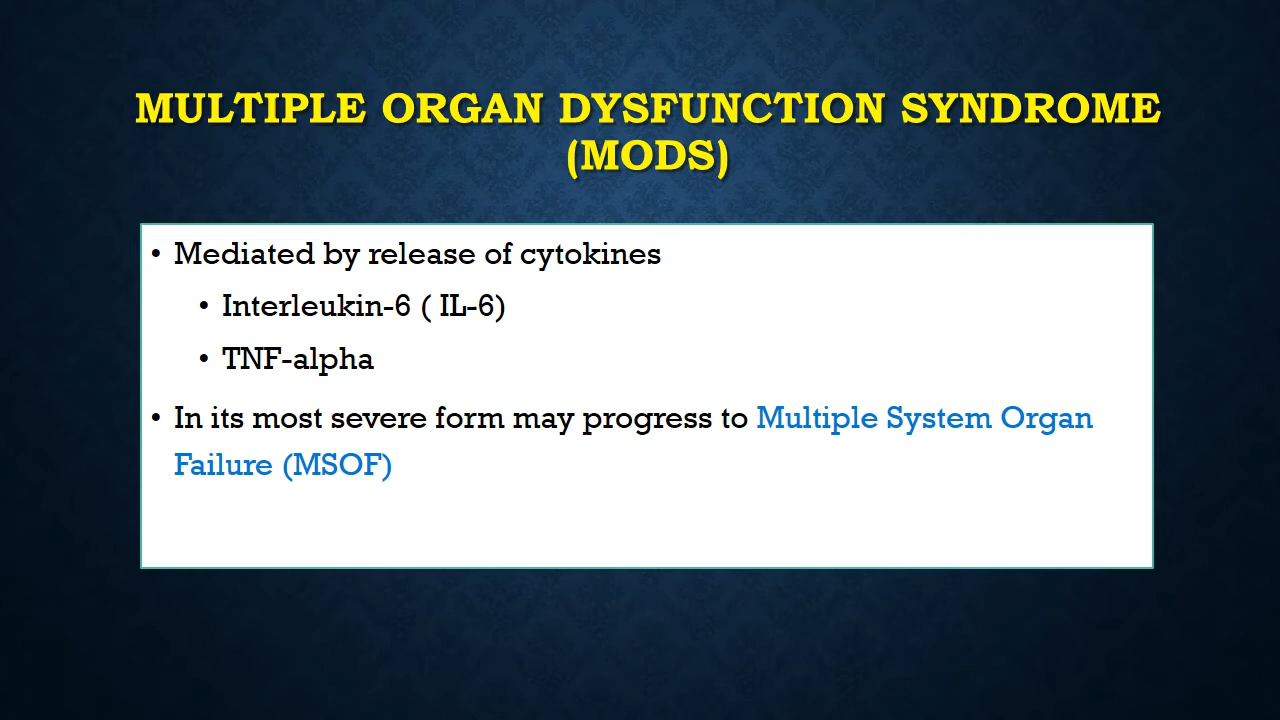 MULTIPLE ORGAN DYSFUNCTION SYNDROME
(MODS)
• Mediated by release of cytokines
• Interleukin-6 ( IL-6)
• TNF-alpha
• In its most severe form may progress to Multiple System Organ
Failure (MSOF)